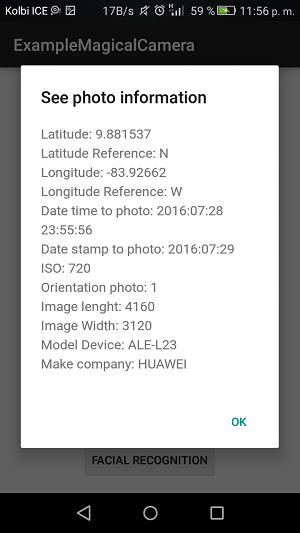 Kolbi ICE 17B/s 59 % 11:56 p. m.
ExampleMagicalCamera
See photo information
Latitude: 9.881537
Latitude Reference: N
Longitude: -83.92662
Longitude Reference: W
Date time to photo: 2016:07:28
23:55:56
Date stamp to photo: 2016:07:29
ISO: 720
Orientation photo: 1
Image lenght: 4160
Image Width: 3120
Model Device: ALE-L23
Make company: HUAWEI
OK
FACIAL RECOGNITION